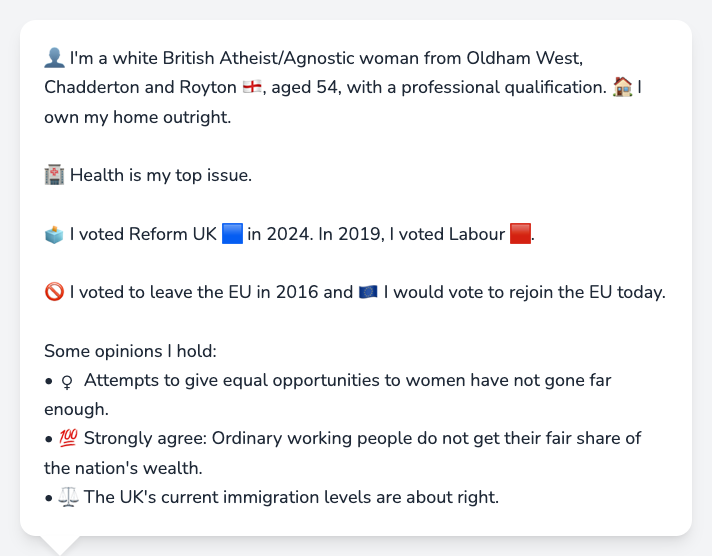 👤 I'm a white British Atheist/Agnostic woman from Oldham West,
Chadderton and Royton 🏴󠁧󠁢󠁥󠁮󠁧󠁿, aged 54, with a professional qualification. 🏠 I
own my home outright.
🏥 Health is my top issue.
🗳️ I voted Reform UK 🟦 in 2024. In 2019, I voted Labour 🟥.
🚫 I voted to leave the EU in 2016 and 🇪🇺 I would vote to rejoin the EU today.
Some opinions I hold:
• ♀ Attempts to give equal opportunities to women have not gone far
enough.
• 💯 Strongly agree: Ordinary working people do not get their fair share of
the nation's wealth.
• ⚖️ The UK's current immigration levels are about right.